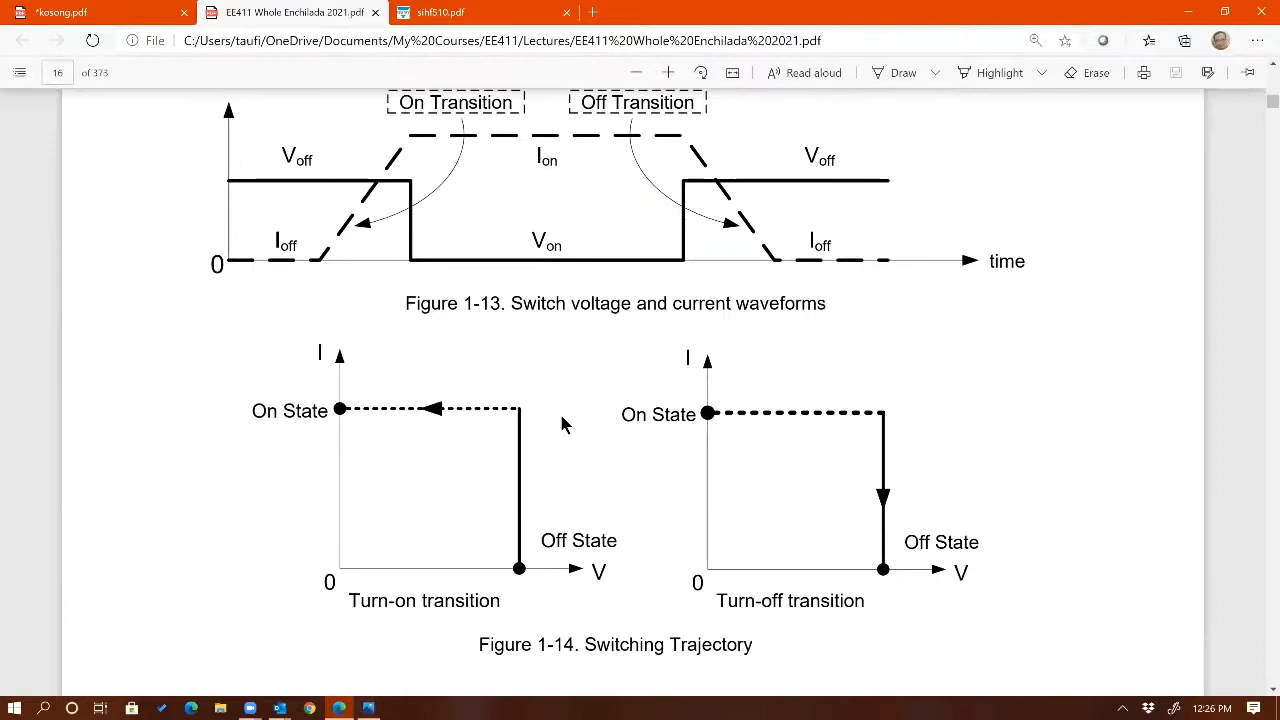 *kosong.pdf
EE411 Whole Enchilada 2021.pdf
sihf510.pdf
File
C:/Users/taufi/OneDrive/Documents/My%20Courses/EE411/Lectures/EE411%20Whole%20Enchilada%202021.pdf
16 of 373
Read aloud
Draw
Highlight
Erase
On Transition
Off Transition
Voff
Ion
Voff
Ioff
Von
Ioff
0
time
Figure 1-13. Switch voltage and current waveforms
I
On State
Off State
0
V
Turn-on transition
I
On State
Off State
0
V
Turn-off transition
Figure 1-14. Switching Trajectory
12:26 PM